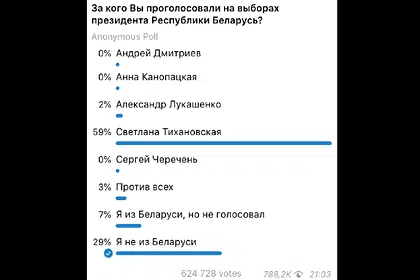 За кого Вы проголосовали на выборах
президента Республики Беларусь?
Anonymous Poll
0% Андрей Дмитриев
0% Анна Канопацкая
2% Александр Лукашенко
59% Светлана Тихановская
0% Сергей Черечень
3% Против всех
7% Я из Беларуси, но не голосовал
29% Я не из Беларуси
624 728 votes 788,2K 21:03